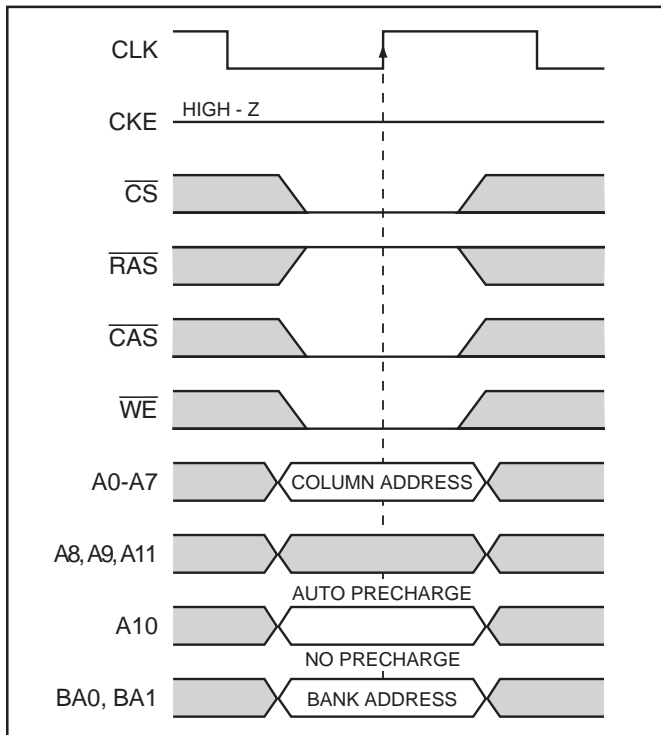 CLK
HIGH - Z
CKE
CS
RAS
CAS
WE
A0-A7 COLUMN ADDRESS
A8, A9, A11
AUTO PRECHARGE
A10
NO PRECHARGE
BA0, BA1 BANK ADDRESS